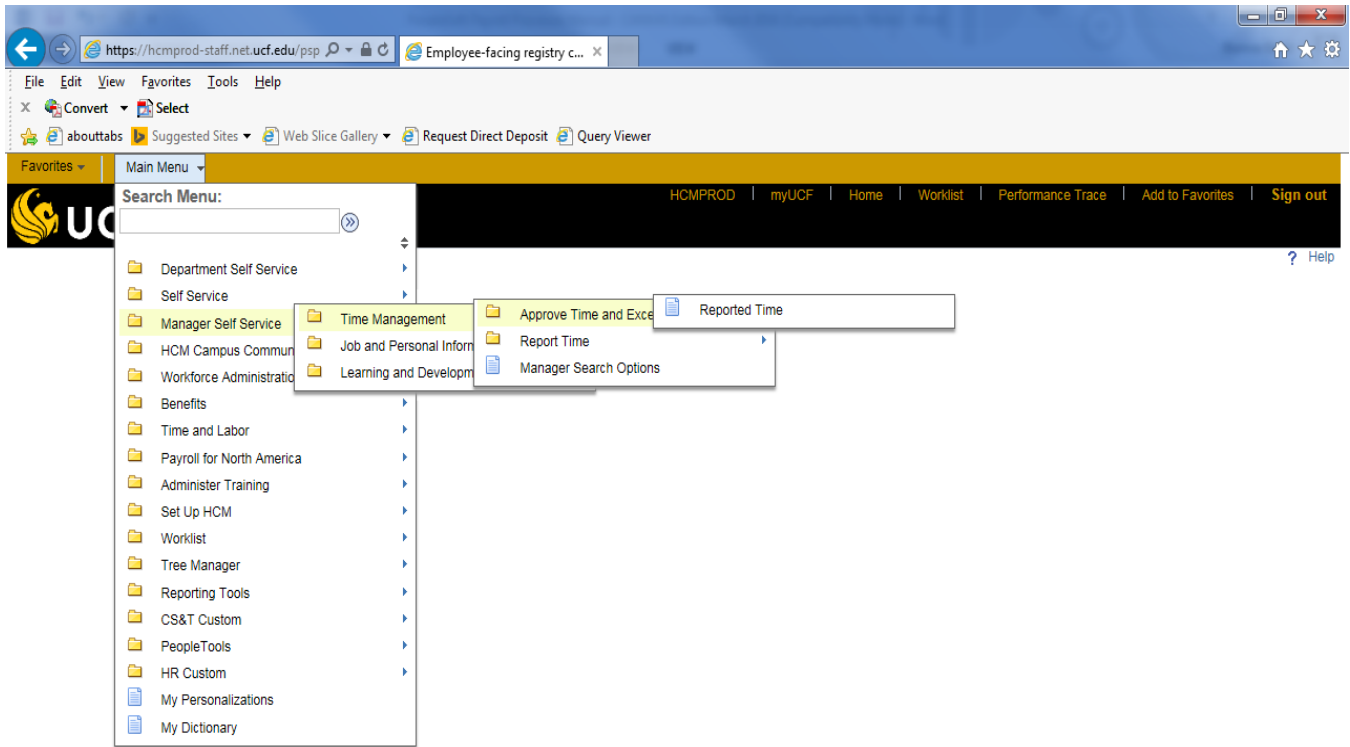 https://hcmprod-staff.net.ucf.edu/psp
Employee-facing registry c...
File Edit View Favorites Tools Help
x Convert Select
abouttabs Suggested Sites Web Slice Gallery Request Direct Deposit Query Viewer
Favorites Main Menu
HCMPROD | myUCF | Home | Worklist | Performance Trace | Add to Favorites | Sign out
UC
? Help
Search Menu:
Department Self Service
Self Service
Manager Self Service
HCM Campus Commun
Workforce Administratio
Benefits
Time and Labor
Payroll for North America
Administer Training
Set Up HCM
Worklist
Tree Manager
Reporting Tools
CS&T Custom
PeopleTools
HR Custom
My Personalizations
My Dictionary
Time Management
Job and Personal Inform
Learning and Developm
Approve Time and Exce
Report Time
Manager Search Options
Reported Time